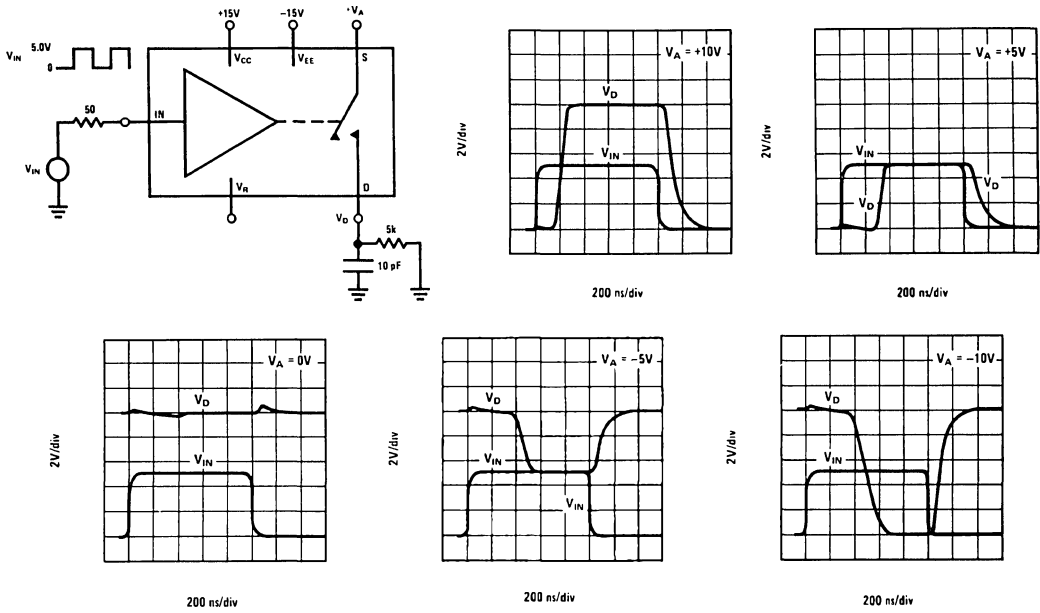 +15V
-15V
·VA
VIN
5.0V
0
VCC
VEE
S
50
IN
VIN
VR
D
VD
5k
10 pF
VA = +10V
VD
VIN
2V/div
200 ns/div
VA = +5V
VIN
VD
VD
2V/div
200 ns/div
VA = 0V
VD
VIN
2V/div
200 ns/div
VA = -5V
VD
VIN
VIN
2V/div
200 ns/div
VA = -10V
VD
VIN
2V/div
200 ns/div